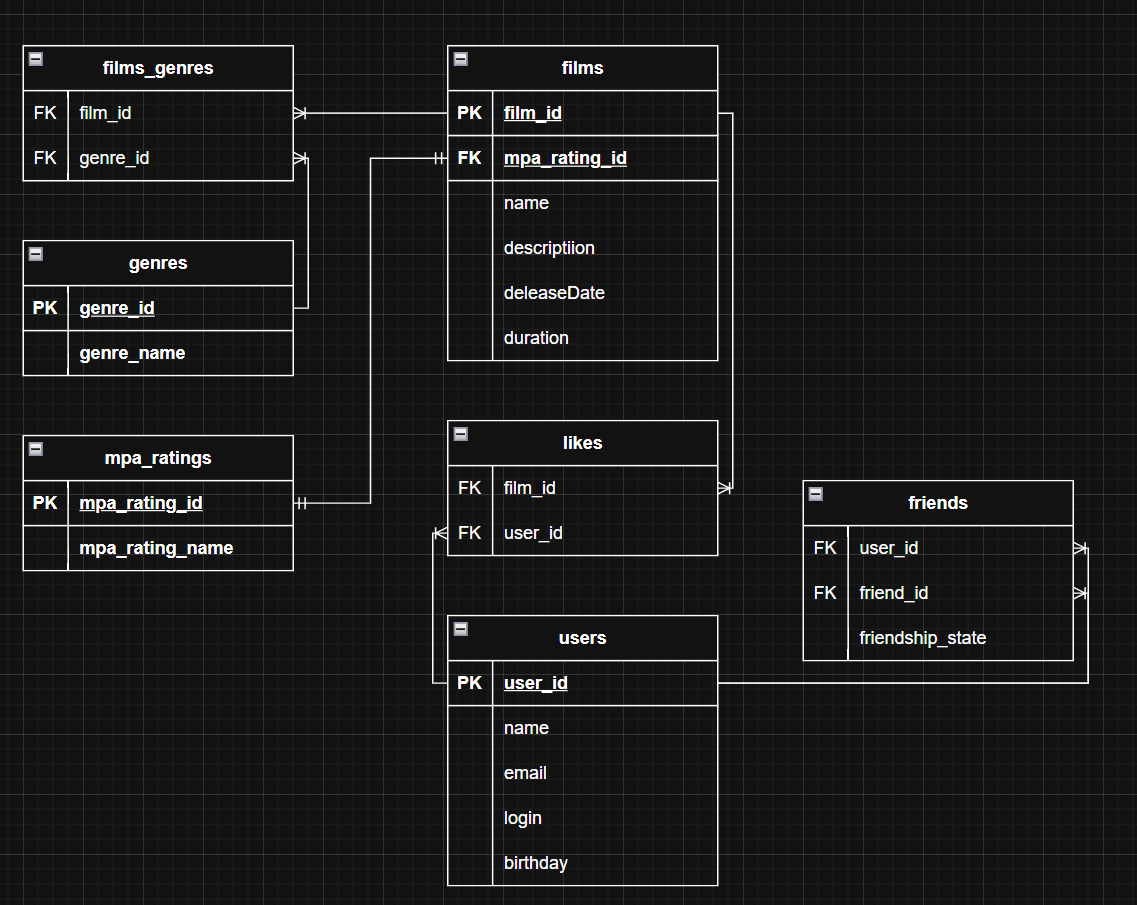 films_genres
FK film_id
FK genre_id
genres
PK genre_id
genre_name
mpa_ratings
PK mpa_rating_id
mpa_rating_name
films
PK film_id
FK mpa_rating_id
name
descriptiion
deleaseDate
duration
likes
FK film_id
FK user_id
users
PK user_id
name
email
login
birthday
friends
FK user_id
FK friend_id
friendship_state